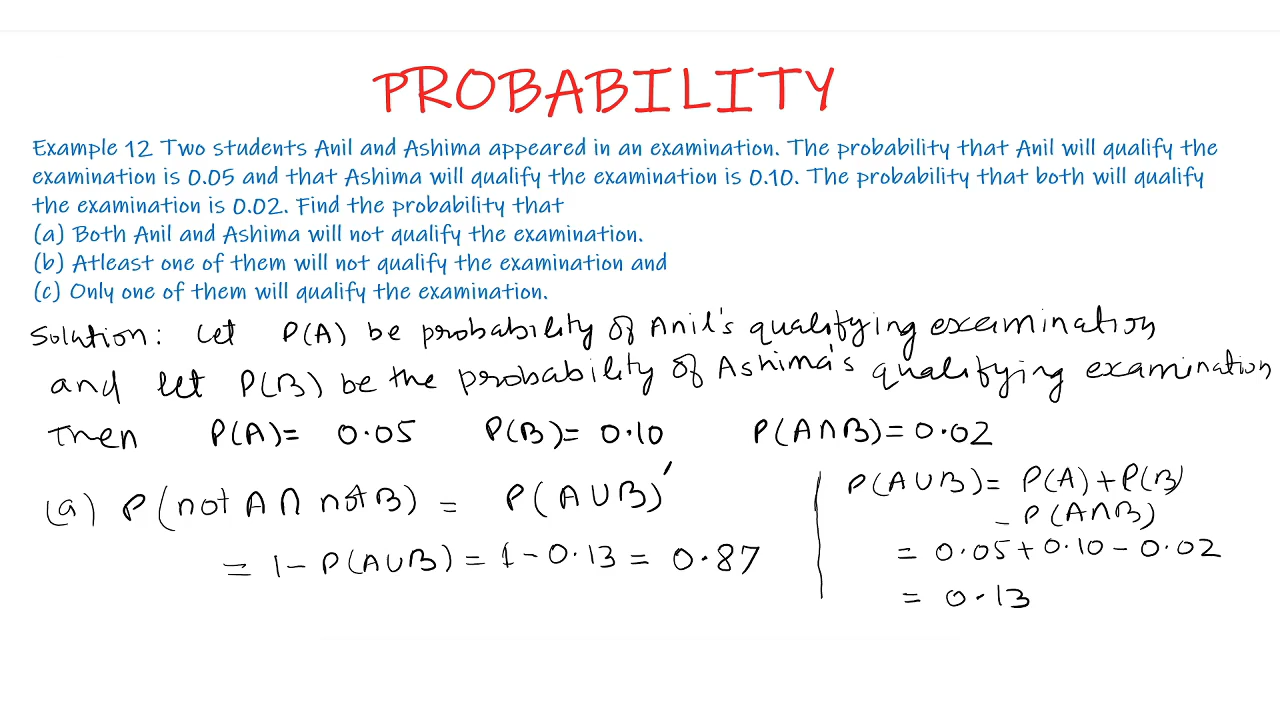 PROBABILITY
Example 12 Two students Anil and Ashima appeared in an examination. The probability that Anil will qualify the
examination is 0.05 and that Ashima will qualify the examination is 0.10. The probability that both will qualify
the examination is 0.02. Find the probability that
(a) Both Anil and Ashima will not qualify the examination.
(b) Atleast one of them will not qualify the examination and
(c) Only one of them will qualify the examination.
Solution: Let P(A) be probability of Anil's qualifying examination
and let P(B) be the probability of Ashima's qualifying examination
Then P(A)= 0.05 P(B)= 0.10 P(A∩B)= 0.02
(a) P(not A ∩ not B) = P(A∪B)'
= 1- P(A∪B) = 1-0.13 = 0.87
P(A∪B)= P(A)+P(B)
- P(A∩B)
= 0.05+0.10-0.02
= 0.13